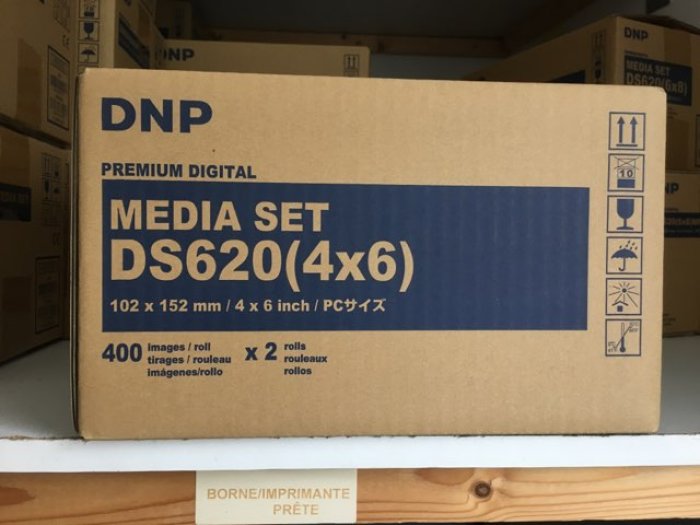 DNP
DNP
MEDIA SET
DS620(6x8)
DNP
PREMIUM DIGITAL
MEDIA SET
DS620(4x6)
102 x 152 mm / 4 x 6 inch / PCサイズ
400 images / roll
tirages / rouleau
imágenes/rollo
x 2 rolls
rouleaux
rollos
10
BORNE/IMPRIMANTE
PRÊTE